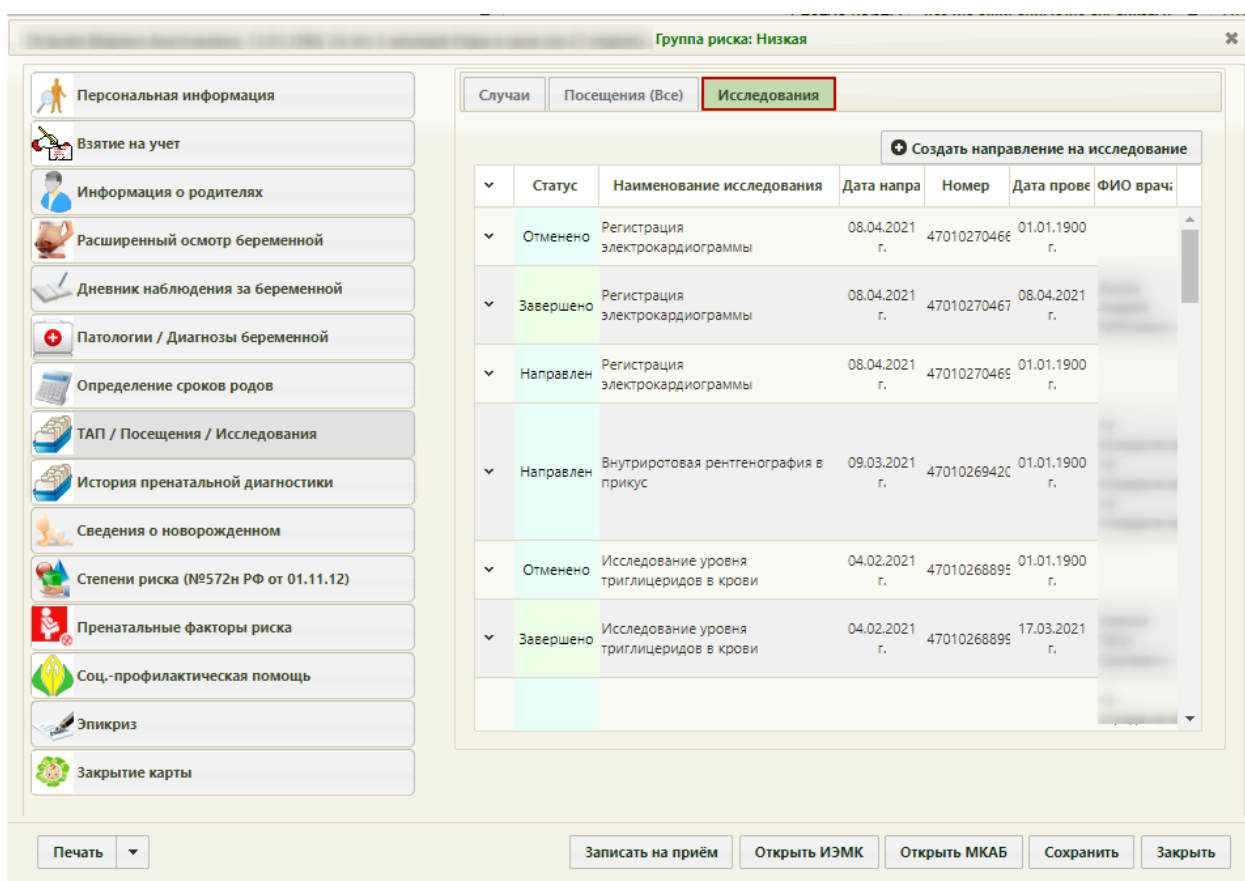 Группа риска: Низкая
Персональная информация
Взятие на учет
Информация о родителях
Расширенный осмотр беременной
Дневник наблюдения за беременной
Патологии / Диагнозы беременной
Определение сроков родов
ТАП / Посещения / Исследования
История пренатальной диагностики
Сведения о новорожденном
Степени риска (№572н РФ от 01.11.12)
Пренатальные факторы риска
Соц.-профилактическая помощь
Эпикриз
Закрытие карты
Случаи Посещения (Все) Исследования
Создать направление на исследование
Статус Наименование исследования Дата напра Номер Дата прове ФИО врача
Отменено Регистрация электрокардиограммы 08.04.2021 г. 47010270466 01.01.1900 г.
Завершено Регистрация электрокардиограммы 08.04.2021 г. 47010270467 08.04.2021 г.
Направлен Регистрация электрокардиограммы 08.04.2021 г. 47010270469 01.01.1900 г.
Направлен Внутриротовая рентгенография в прикус 09.03.2021 г. 4701026942 01.01.1900 г.
Отменено Исследование уровня триглицеридов в крови 04.02.2021 г. 47010268895 01.01.1900 г.
Завершено Исследование уровня триглицеридов в крови 04.02.2021 г. 47010268899 17.03.2021 г.
Печать Записать на приём Открыть ИЭМК Открыть МКАБ Сохранить Закрыть